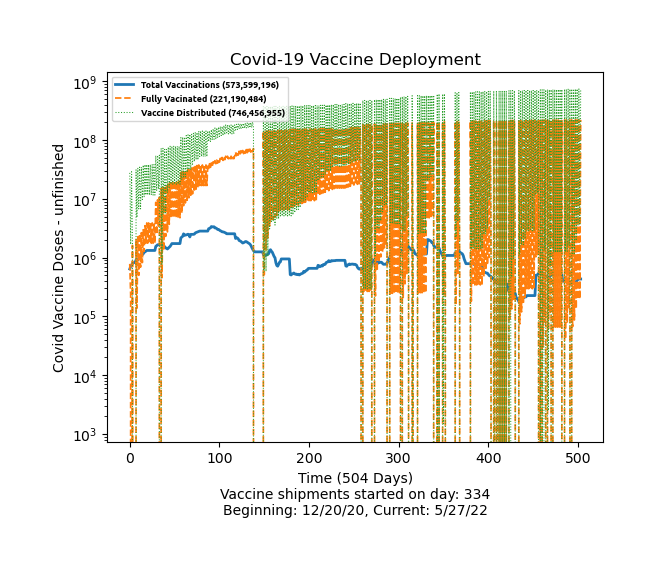 Covid-19 Vaccine Deployment
Total Vaccinations (573,599,196)
Fully Vacinated (221,190,484)
Vaccine Distributed (746,456,955)
Covid Vaccine Doses - unfinished
10⁹
10⁸
10⁷
10⁶
10⁵
10⁴
10³
0 100 200 300 400 500
Time (504 Days)
Vaccine shipments started on day: 334
Beginning: 12/20/20, Current: 5/27/22